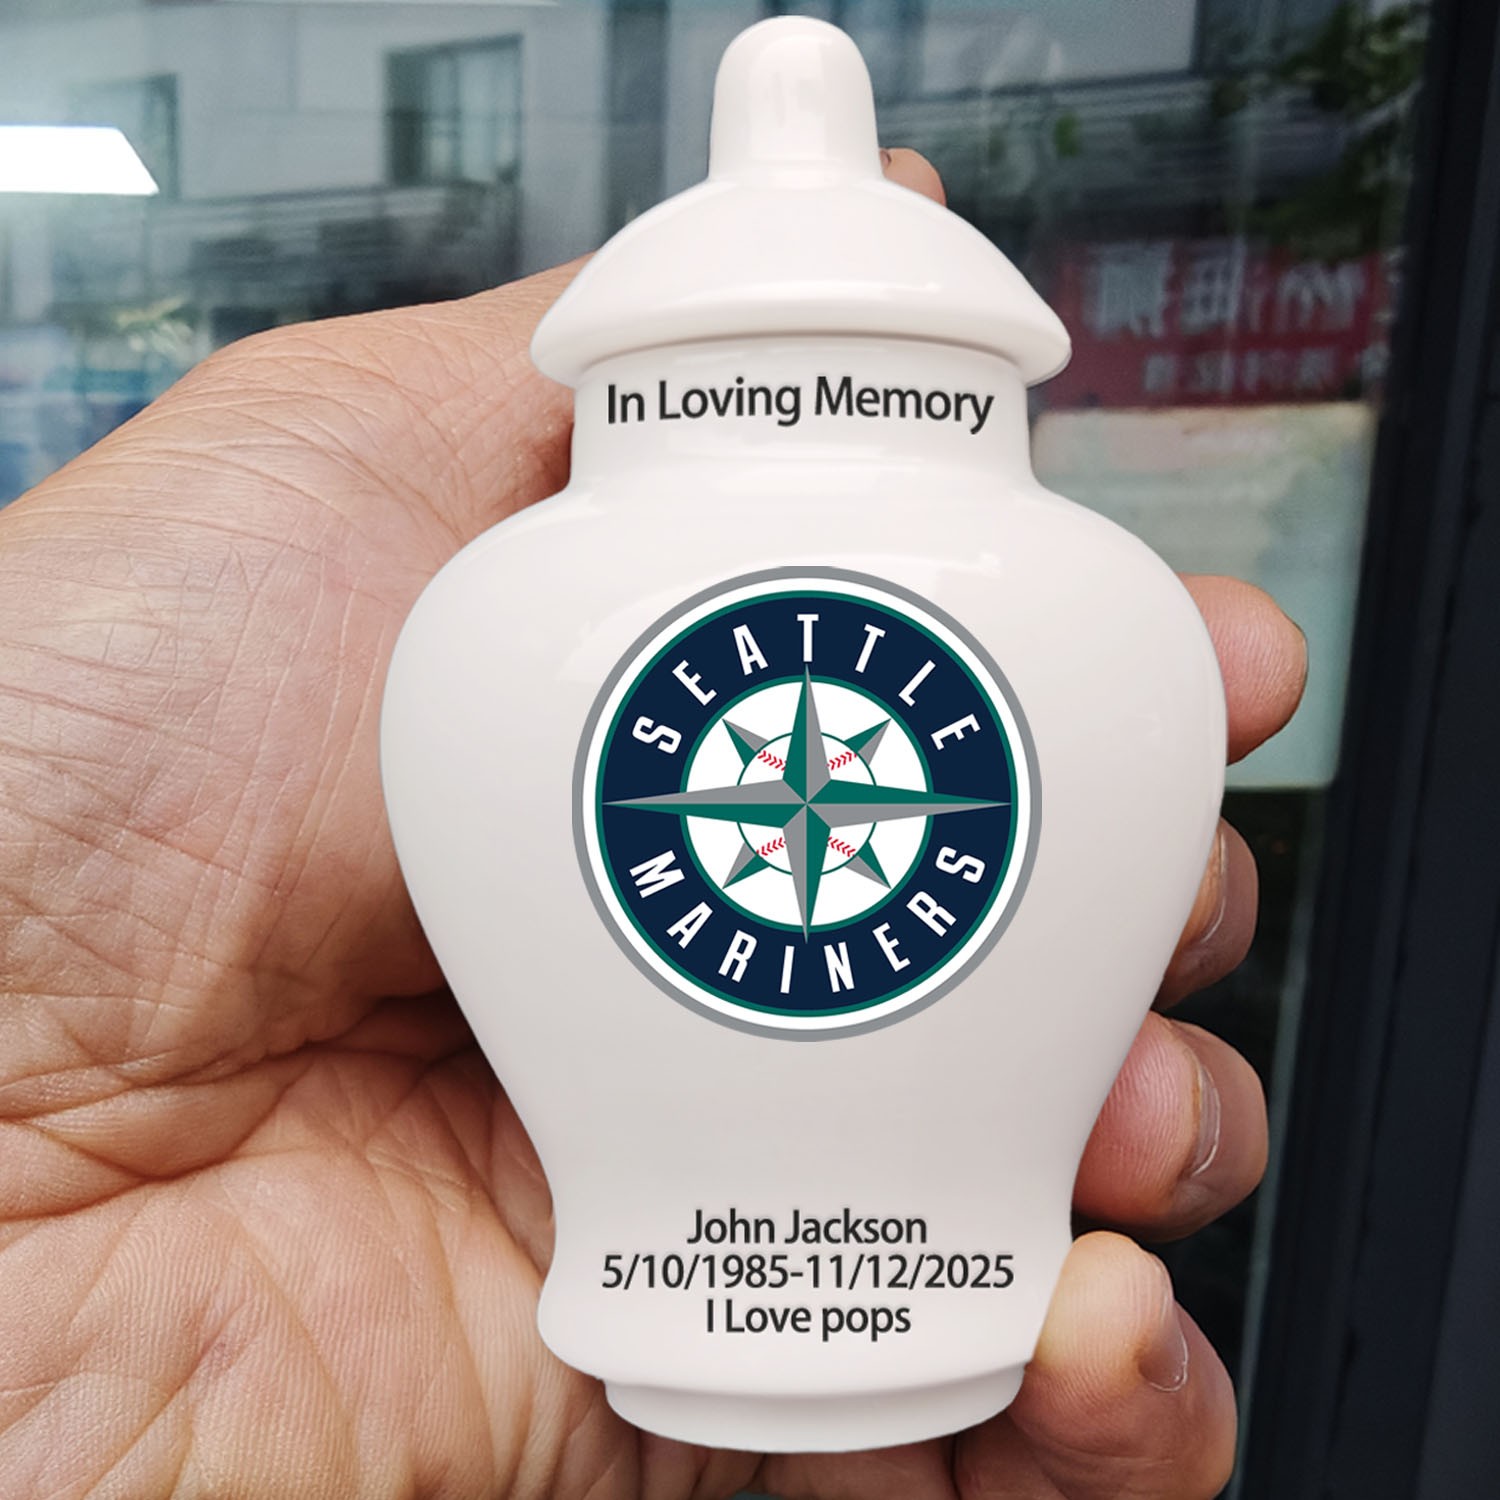 In Loving Memory
SEATTLE
MARINERS
John Jackson
5/10/1985-11/12/2025
I Love pops